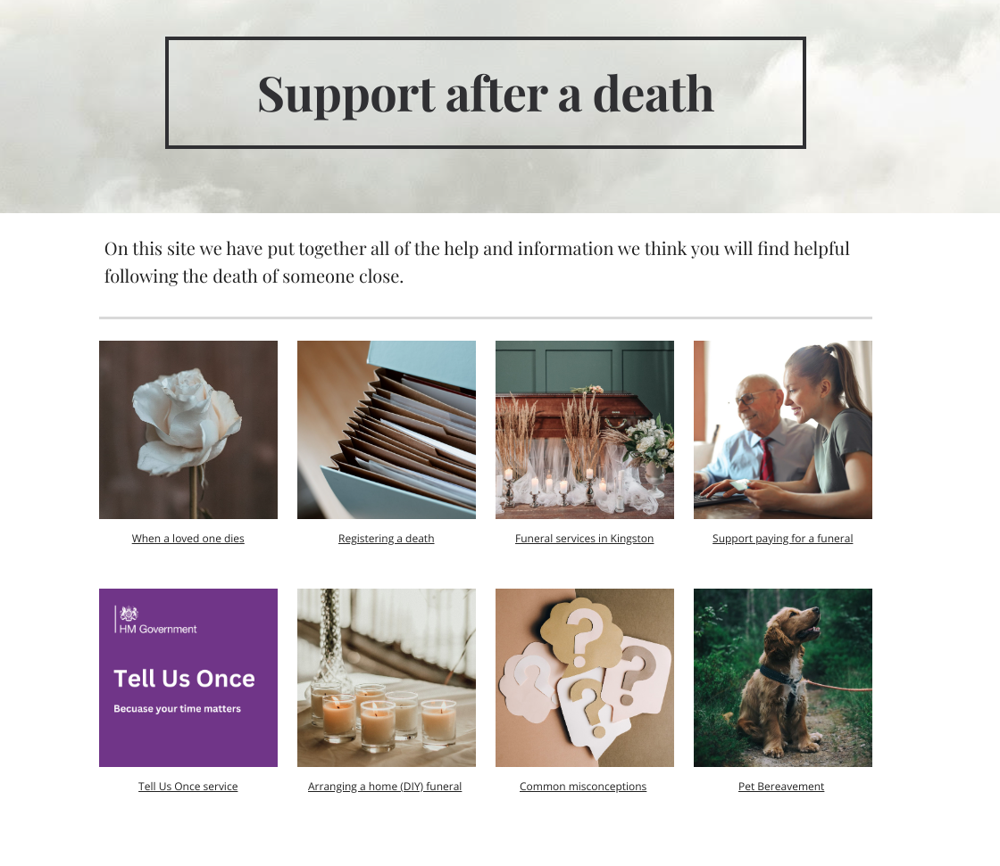 Support after a death
On this site we have put together all of the help and information we think you will find helpful
following the death of someone close.
When a loved one dies
Registering a death
Funeral services in Kingston
Support paying for a funeral
HM Government
Tell Us Once
Becuase your time matters
Tell Us Once service
Arranging a home (DIY) funeral
? ? ? ?
Common misconceptions
Pet Bereavement